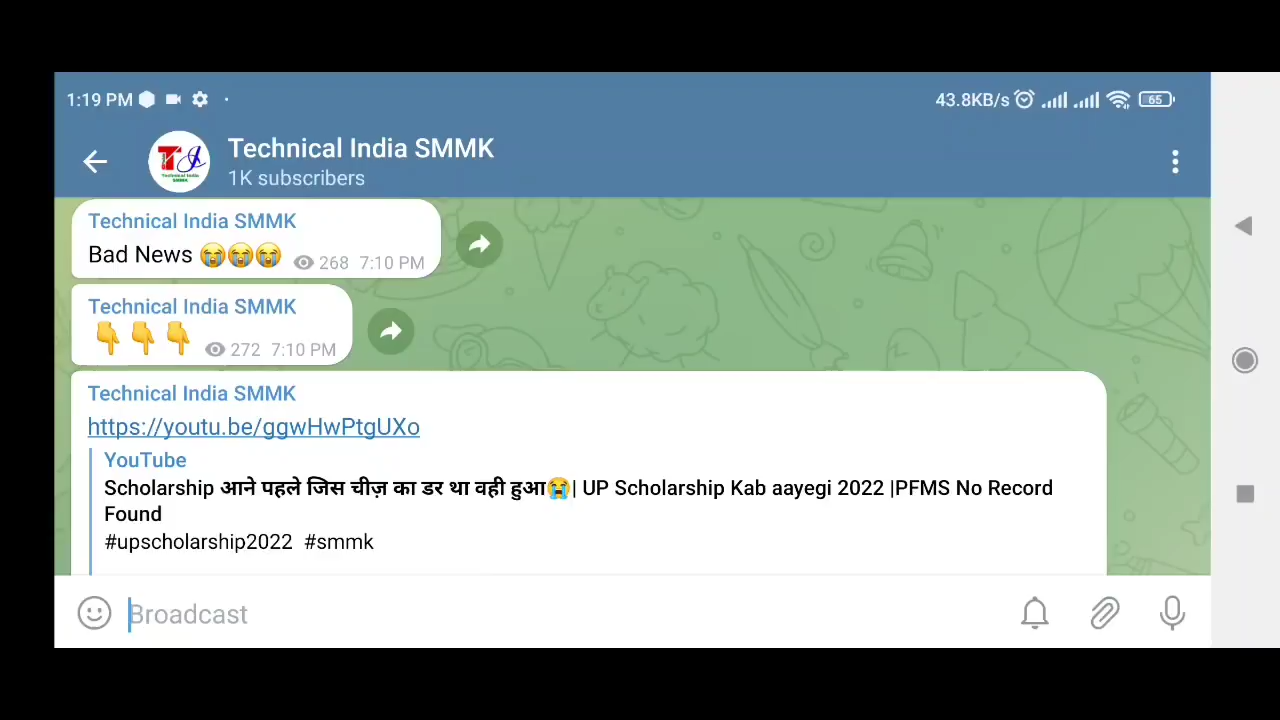 1:19 PM
43.8KB/s
65
Technical India SMMK
1K subscribers
Technical India SMMK
Bad News 😭😭😭 268 7:10 PM
Technical India SMMK
👇👇👇 272 7:10 PM
Technical India SMMK
https://youtu.be/ggwHwPtgUXo
YouTube
Scholarship आने पहले जिस चीज़ का डर था वही हुआ😭| UP Scholarship Kab aayegi 2022 |PFMS No Record
Found
#upscholarship2022 #smmk
Broadcast